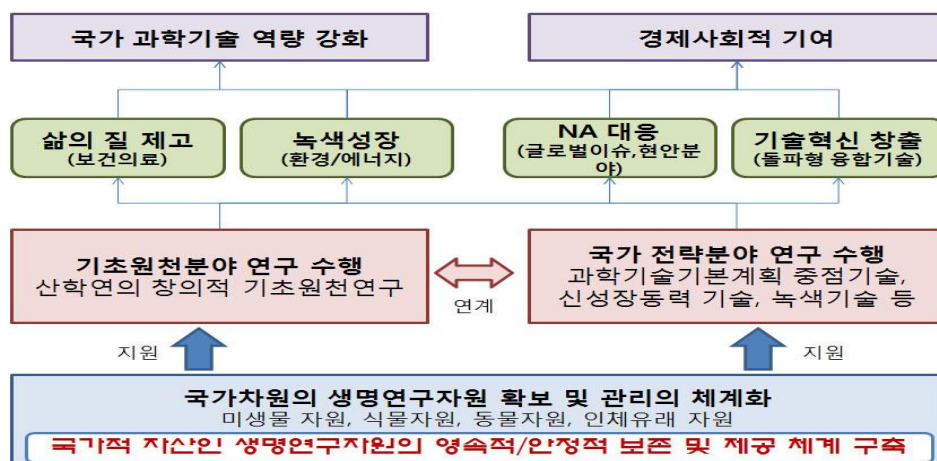 국가 과학기술 역량 강화
경제사회적 기여
삶의 질 제고
(보건의료)
녹색성장
(환경/에너지)
NA 대응
(글로벌이슈,현안분
야)
기술혁신 창출
(돌파형 융합기술)
기초원천분야 연구 수행
산학연의 창의적 기초원천연구
연계
국가 전략분야 연구 수행
과학기술기본계획 중점기술,
신성장동력 기술, 녹색기술 등
지원
지원
국가차원의 생명연구자원 확보 및 관리의 체계화
미생물 자원, 식물자원, 동물자원, 인체유래 자원
국가적 자산인 생명연구자원의 영속적/안정적 보존 및 제공 체계 구축